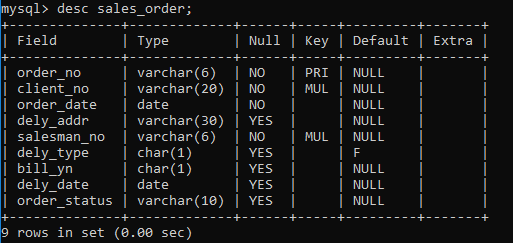 mysql> desc sales_order;
+--------------+-------------+------+-----+---------+-------+
| Field        | Type        | Null | Key | Default | Extra |
+--------------+-------------+------+-----+---------+-------+
| order_no     | varchar(6)  | NO   | PRI | NULL    |       |
| client_no    | varchar(20) | NO   | MUL | NULL    |       |
| order_date   | date        | NO   |     | NULL    |       |
| dely_addr    | varchar(30) | YES  |     | NULL    |       |
| salesman_no  | varchar(6)  | NO   | MUL | NULL    |       |
| dely_type    | char(1)     | YES  |     | F       |       |
| bill_yn      | char(1)     | YES  |     | NULL    |       |
| dely_date    | date        | YES  |     | NULL    |       |
| order_status | varchar(10) | YES  |     | NULL    |       |
+--------------+-------------+------+-----+---------+-------+
9 rows in set (0.00 sec)